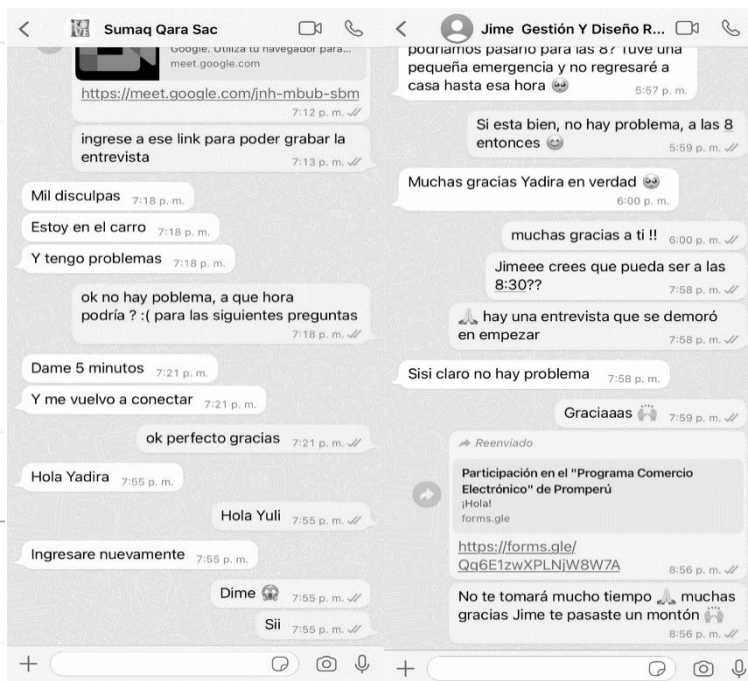 Sumaq Qara Sac
Google. Utiliza tu navegador para...
meet.google.com
https://meet.google.com/jnh-mbub-sbm
7:12 p. m.
ingrese a ese link para poder grabar la
entrevista
7:13 p. m.
Mil disculpas 7:18 p. m.
Estoy en el carro 7:18 p. m.
Y tengo problemas 7:18 p. m.
ok no hay poblema, a que hora
podría ? :( para las siguientes preguntas
7:18 p. m.
Dame 5 minutos 7:21 p. m.
Y me vuelvo a conectar 7:21 p. m.
ok perfecto gracias 7:21 p. m.
Hola Yadira 7:55 p. m.
Hola Yuli 7:55 p. m.
Ingresare nuevamente 7:55 p. m.
Dime 😱 7:55 p. m.
Sii 7:55 p. m.
Jime Gestión Y Diseño R...
podríamos pasarlo para las 8? Tuve una
pequeña emergencia y no regresaré a
casa hasta esa hora 🥺 5:57 p. m.
Si esta bien, no hay problema, a las 8
entonces 😊 5:59 p. m.
Muchas gracias Yadira en verdad 🥺
6:00 p. m.
muchas gracias a ti !! 6:00 p. m.
Jimeee crees que pueda ser a las
8:30?? 7:58 p. m.
🙏 hay una entrevista que se demoró
en empezar 7:58 p. m.
Sisi claro no hay problema 7:58 p. m.
Graciaaas 🙌 7:59 p. m.
Reenviado
Participación en el "Programa Comercio
Electrónico" de Promperú
¡Hola!
forms.gle
https://forms.gle/
Qq6E1zwXPLNjW8W7A 8:56 p. m.
No te tomará mucho tiempo 🙏 muchas
gracias Jime te pasaste un montón 🙌
8:56 p. m.